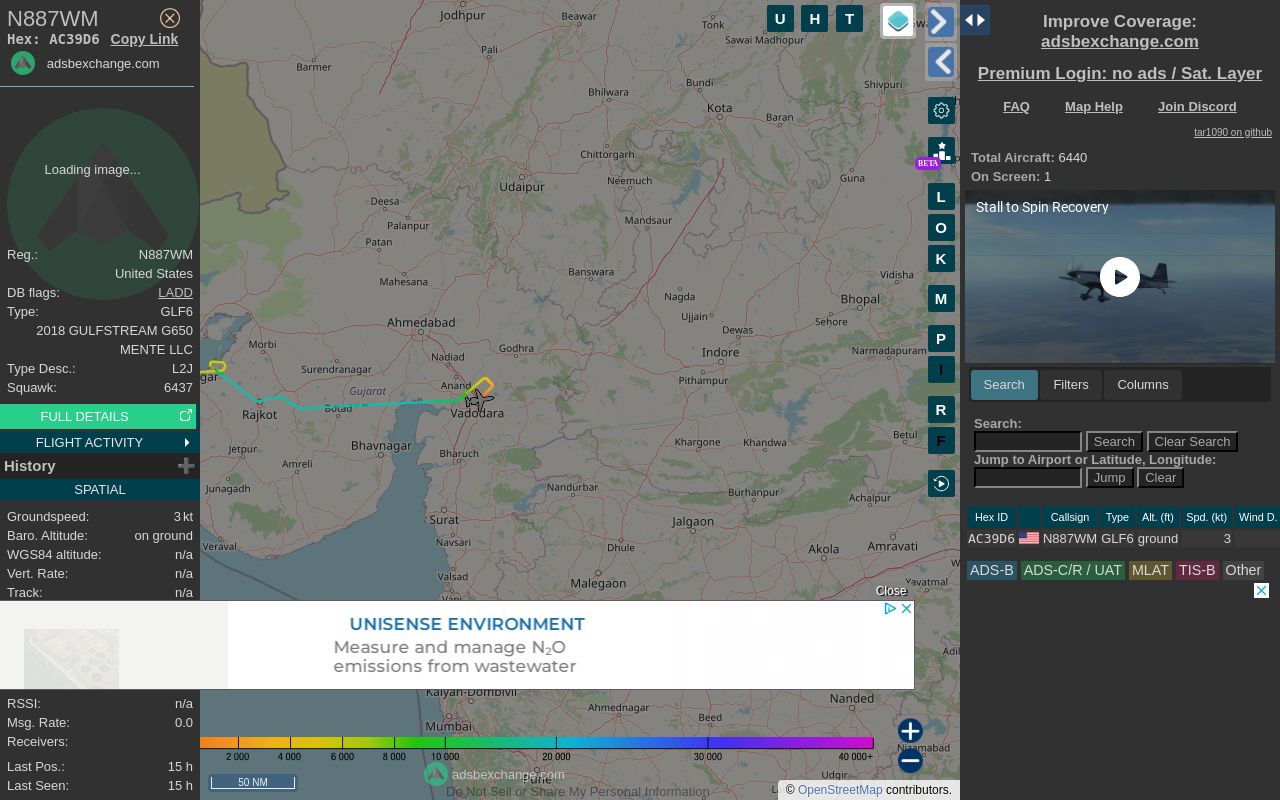 N887WM
Hex: AC39D6 Copy Link
adsbexchange.com
Loading image...
Reg.: N887WM
United States
DB flags: LADD
Type: GLF6
2018 GULFSTREAM G650
MENTE LLC
Type Desc.: L2J
Squawk: 6437
FULL DETAILS
FLIGHT ACTIVITY
History
SPATIAL
Groundspeed: 3 kt
Baro. Altitude: on ground
WGS84 altitude: n/a
Vert. Rate: n/a
Track: n/a
RSSI: n/a
Msg. Rate: 0.0
Receivers:
Last Pos.: 15 h
Last Seen: 15 h
U H T
BETA
L
O
K
M
P
I
R
F
Jodhpur
Beawar
Tonk
Sawai Madhopur
Pali
Barmer
Bundi
Shivpuri
Bhilwara
Kota
Baran
Chittorgarh
Udaipur
Neemuch
Guna
Deesa
Palanpur
Mandsaur
Patan
Mahesana
Banswara
Vidisha
Nagda
Bhopal
Ahmedabad
Ujjain
Sehore
Morbi
Dewas
Nadiad
Godhra
Indore
Narmadapuram
Surendranagar
gar
Gujarat
Anand
Pithampur
Rajkot
Botad
Vadodara
Betul
Jetpur
Bhavnagar
Khargone
Khandwa
Bharuch
Amreli
Junagadh
Nandurbar
Burhanpur
Achalpur
Surat
Jalgaon
Veraval
Navsari
Dhule
Akola
Amravati
Valsad
Malegaon
Yavatmal
Vapi
Adil
Kalyan-Dombivli
Ahmednagar
Beed
Nanded
Mumbai
Nizamabad
Pune
Udgir
Close
UNISENSE ENVIRONMENT
Measure and manage N₂O
emissions from wastewater
2 000 4 000 6 000 8 000 10 000 20 000 30 000 40 000+
50 NM
adsbexchange.com
Do Not Sell or Share My Personal Information
© OpenStreetMap contributors.
Improve Coverage:
adsbexchange.com
Premium Login: no ads / Sat. Layer
FAQ Map Help Join Discord
tar1090 on github
Total Aircraft: 6440
On Screen: 1
Stall to Spin Recovery
Search Filters Columns
Search:
Search Clear Search
Jump to Airport or Latitude, Longitude:
Jump Clear
Hex ID Callsign Type Alt. (ft) Spd. (kt) Wind D.
AC39D6 N887WM GLF6 ground 3
ADS-B ADS-C/R / UAT MLAT TIS-B Other